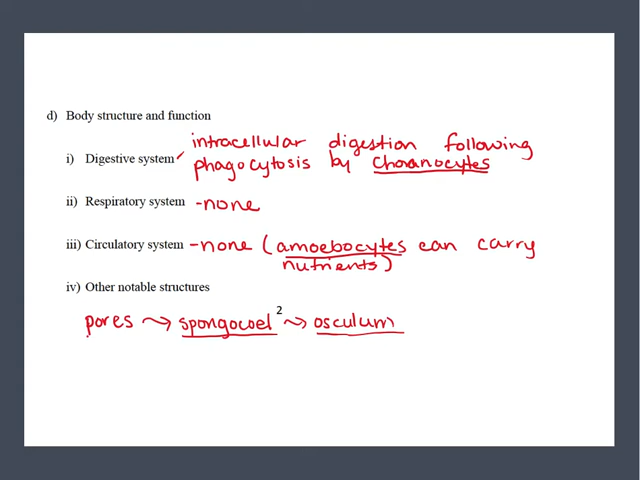 d) Body structure and function
intracellular digestion following
i) Digestive system phagocytosis by choanocytes
ii) Respiratory system -none
iii) Circulatory system -none (amoebocytes can carry
nutrients)
iv) Other notable structures
2
pores → spongocoel → osculum